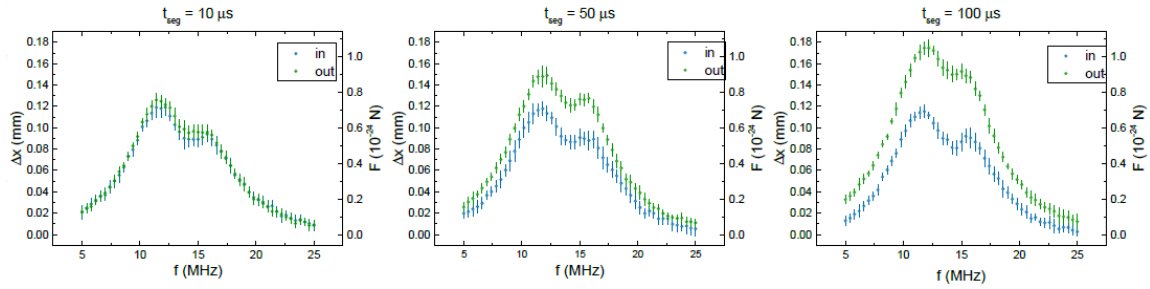 t_seg = 10 μs
in
out
0.18
0.16
0.14
0.12
0.10
0.08
0.06
0.04
0.02
0.00
Δx (mm)
1.0
0.8
0.6
0.4
0.2
0.0
F (10⁻²⁴ N)
5 10 15 20 25
f (MHz)
t_seg = 50 μs
in
out
0.18
0.16
0.14
0.12
0.10
0.08
0.06
0.04
0.02
0.00
Δx (mm)
1.0
0.8
0.6
0.4
0.2
0.0
F (10⁻²⁴ N)
5 10 15 20 25
f (MHz)
t_seg = 100 μs
in
out
0.18
0.16
0.14
0.12
0.10
0.08
0.06
0.04
0.02
0.00
Δx (mm)
1.0
0.8
0.6
0.4
0.2
0.0
F (10⁻²⁴ N)
5 10 15 20 25
f (MHz)